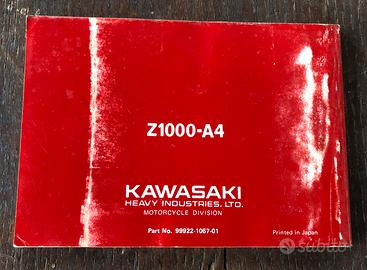 Z1000-A4
KAWASAKI
HEAVY INDUSTRIES, LTD.
MOTORCYCLE DIVISION
Part No. 99922-1067-01
Printed in Japan
subito